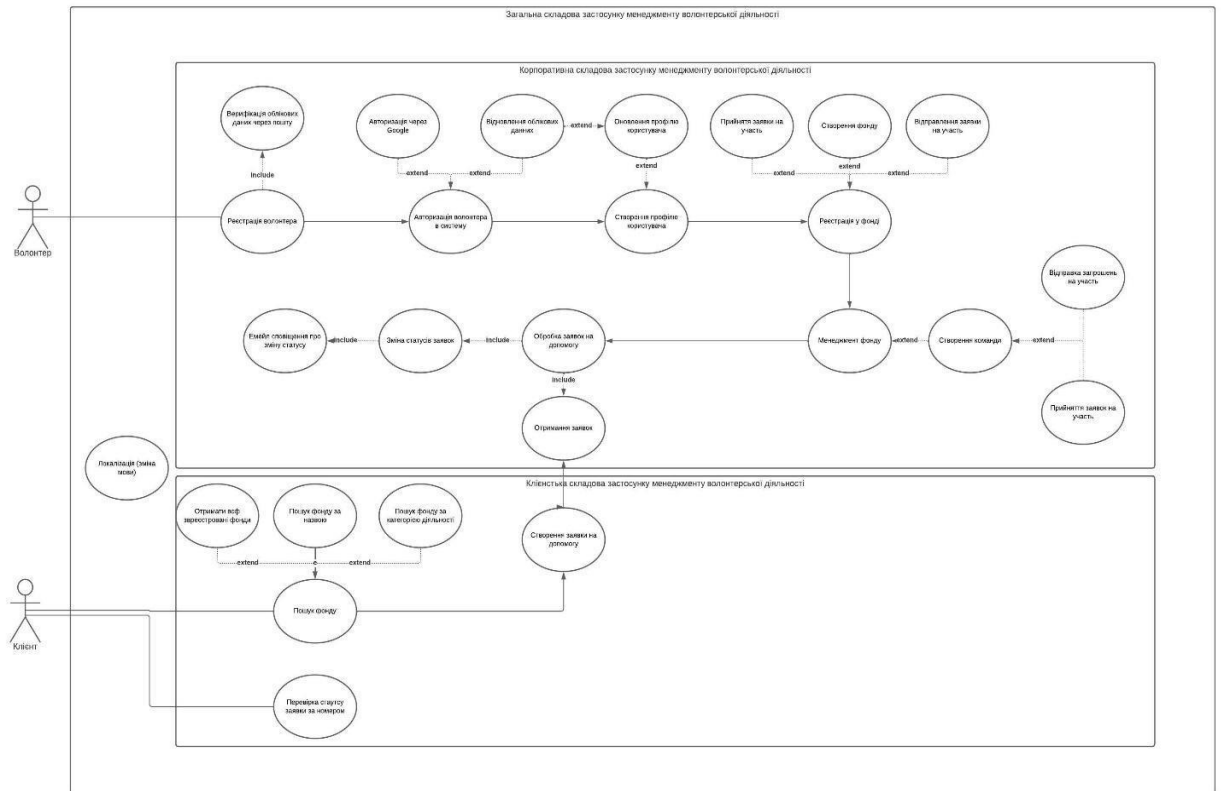 Загальна складова застосунку менеджменту волонтерської діяльності
Корпоративна складова застосунку менеджменту волонтерської діяльності
Верифікація облікових
даних через пошту
Авторизація через
Google
Відновлення облікових
данних
extend
Оновлення профілю
користувача
Прийняття заявки на
участь
Створення фонду
Відправлення заявки
на участь
include
extend
extend
extend
extend
extend
extend
Волонтер
Реєстрація волонтера
Авторизація волонтера
в систему
Створення профілю
користувача
Реєстрація у фонді
Відправка запрошень
на участь
Емейл сповіщення про
зміну статусу
include
Зміна статусів заявок
include
Обробка заявок на
допомогу
Менеджмент фонду
extend
Створення команди
extend
include
Прийняття заявок на
участь
Отримання заявок
Локалізація (зміна
мови)
Клієнстька складова застосунку менеджменту волонтерської діяльності
Отримати всі
зареєстровані фонди
Пошук фонду за
назвою
Пошук фонду за
категорією діяльності
Створення заявки на
допомогу
extend
e
extend
Клієнт
Пошук фонду
Перевірка статусу
заявки за номером